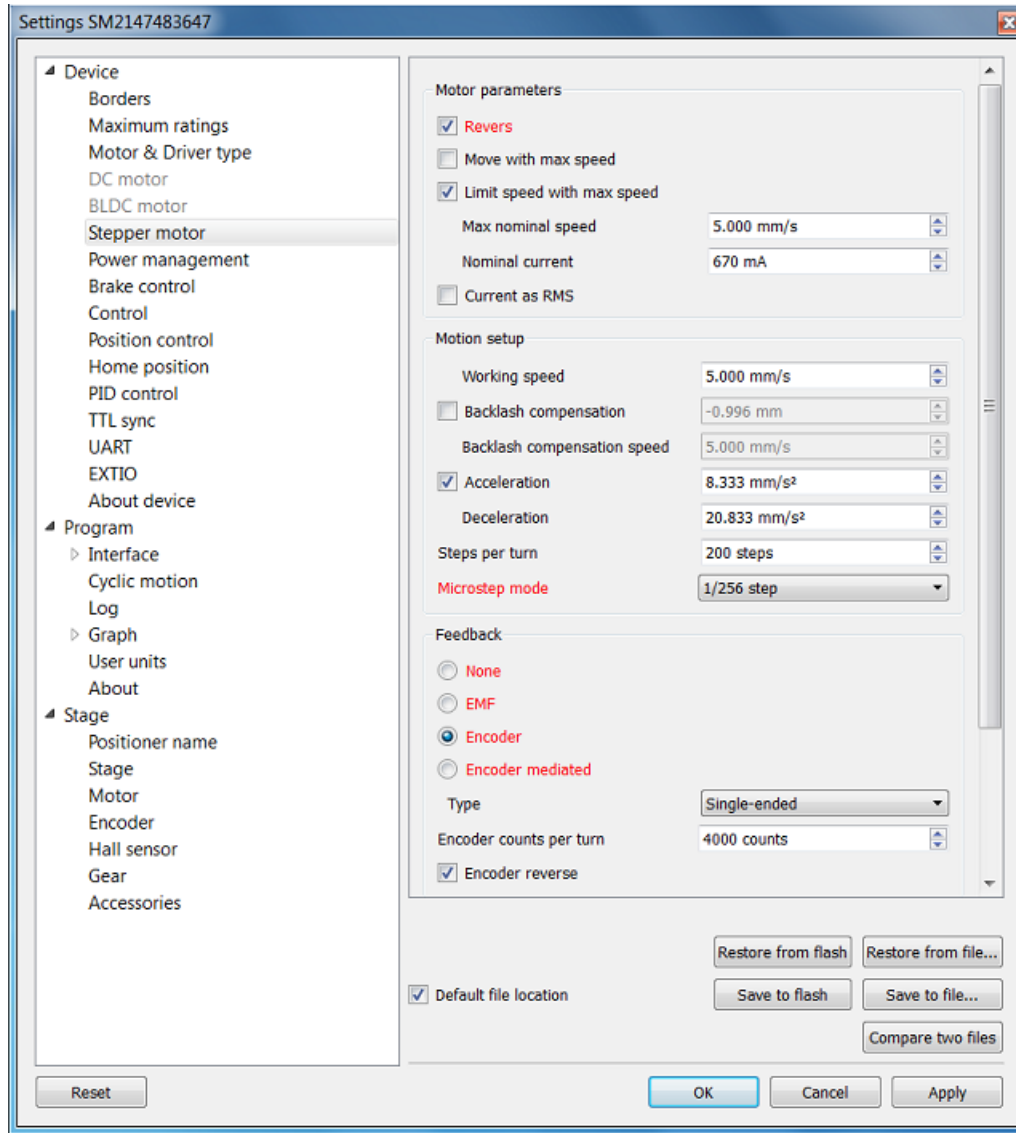 Settings SM2147483647
Device
Borders
Maximum ratings
Motor & Driver type
DC motor
BLDC motor
Stepper motor
Power management
Brake control
Control
Position control
Home position
PID control
TTL sync
UART
EXTIO
About device
Program
Interface
Cyclic motion
Log
Graph
User units
About
Stage
Positioner name
Stage
Motor
Encoder
Hall sensor
Gear
Accessories
Motor parameters
Revers
Move with max speed
Limit speed with max speed
Max nominal speed 5.000 mm/s
Nominal current 670 mA
Current as RMS
Motion setup
Working speed 5.000 mm/s
Backlash compensation -0.996 mm
Backlash compensation speed 5.000 mm/s
Acceleration 8.333 mm/s²
Deceleration 20.833 mm/s²
Steps per turn 200 steps
Microstep mode 1/256 step
Feedback
None
EMF
Encoder
Encoder mediated
Type Single-ended
Encoder counts per turn 4000 counts
Encoder reverse
Restore from flash Restore from file...
Default file location Save to flash Save to file...
Compare two files
Reset OK Cancel Apply